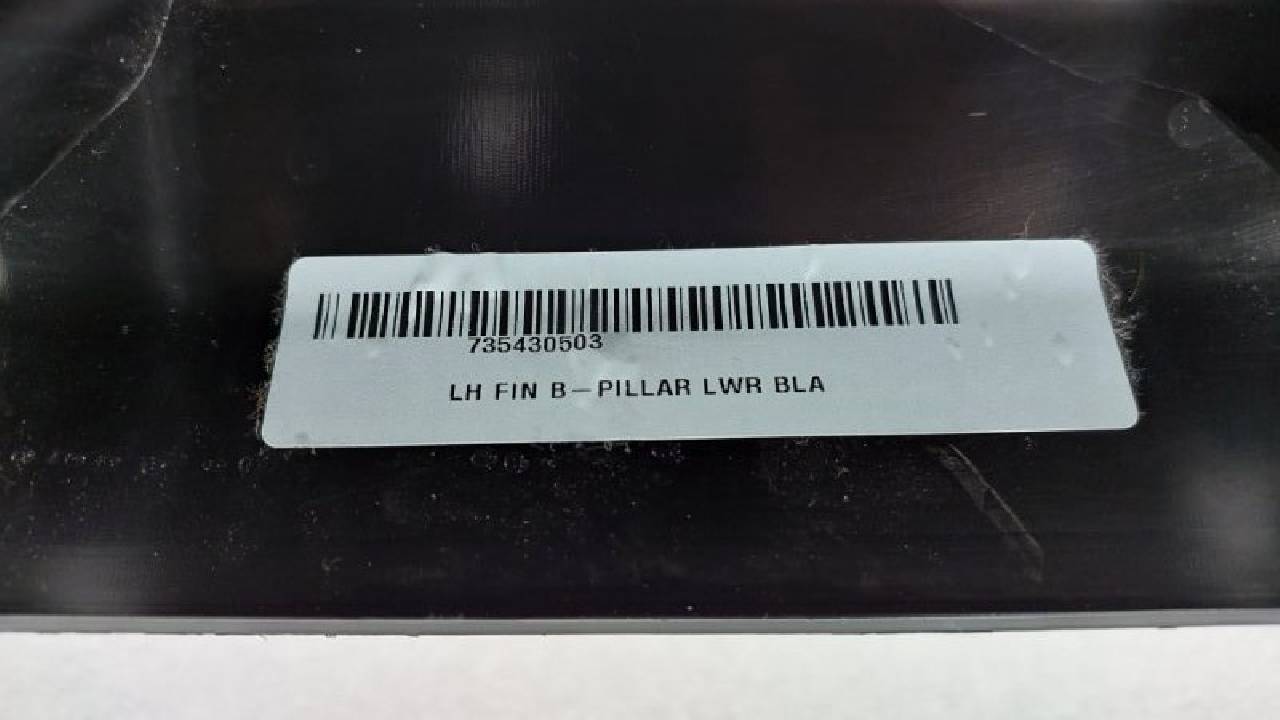 735430503
LH FIN B-PILLAR LWR BLA